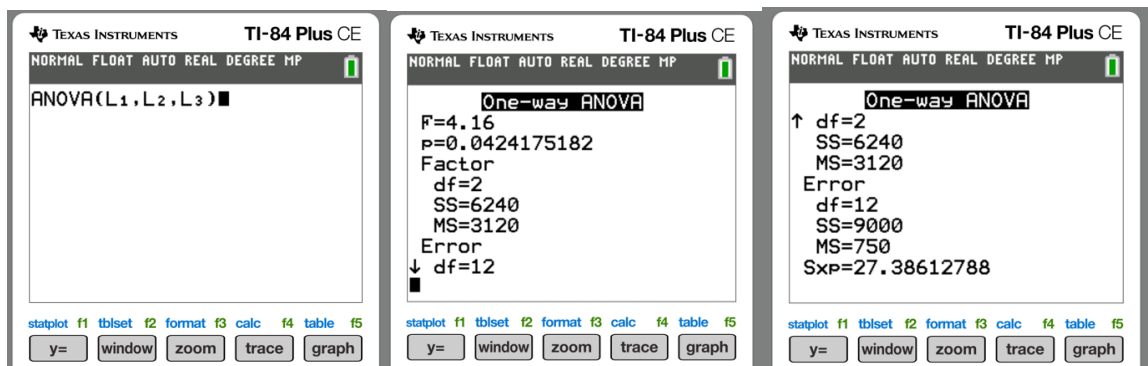 TEXAS INSTRUMENTS TI-84 Plus CE
NORMAL FLOAT AUTO REAL DEGREE MP
ANOVA(L₁,L₂,L₃)
statplot f1 tblset f2 format f3 calc f4 table f5
y= window zoom trace graph
TEXAS INSTRUMENTS TI-84 Plus CE
NORMAL FLOAT AUTO REAL DEGREE MP
One-way ANOVA
F=4.16
p=0.0424175182
Factor
df=2
SS=6240
MS=3120
Error
↓ df=12
statplot f1 tblset f2 format f3 calc f4 table f5
y= window zoom trace graph
TEXAS INSTRUMENTS TI-84 Plus CE
NORMAL FLOAT AUTO REAL DEGREE MP
One-way ANOVA
↑ df=2
SS=6240
MS=3120
Error
df=12
SS=9000
MS=750
Sxp=27.38612788
statplot f1 tblset f2 format f3 calc f4 table f5
y= window zoom trace graph